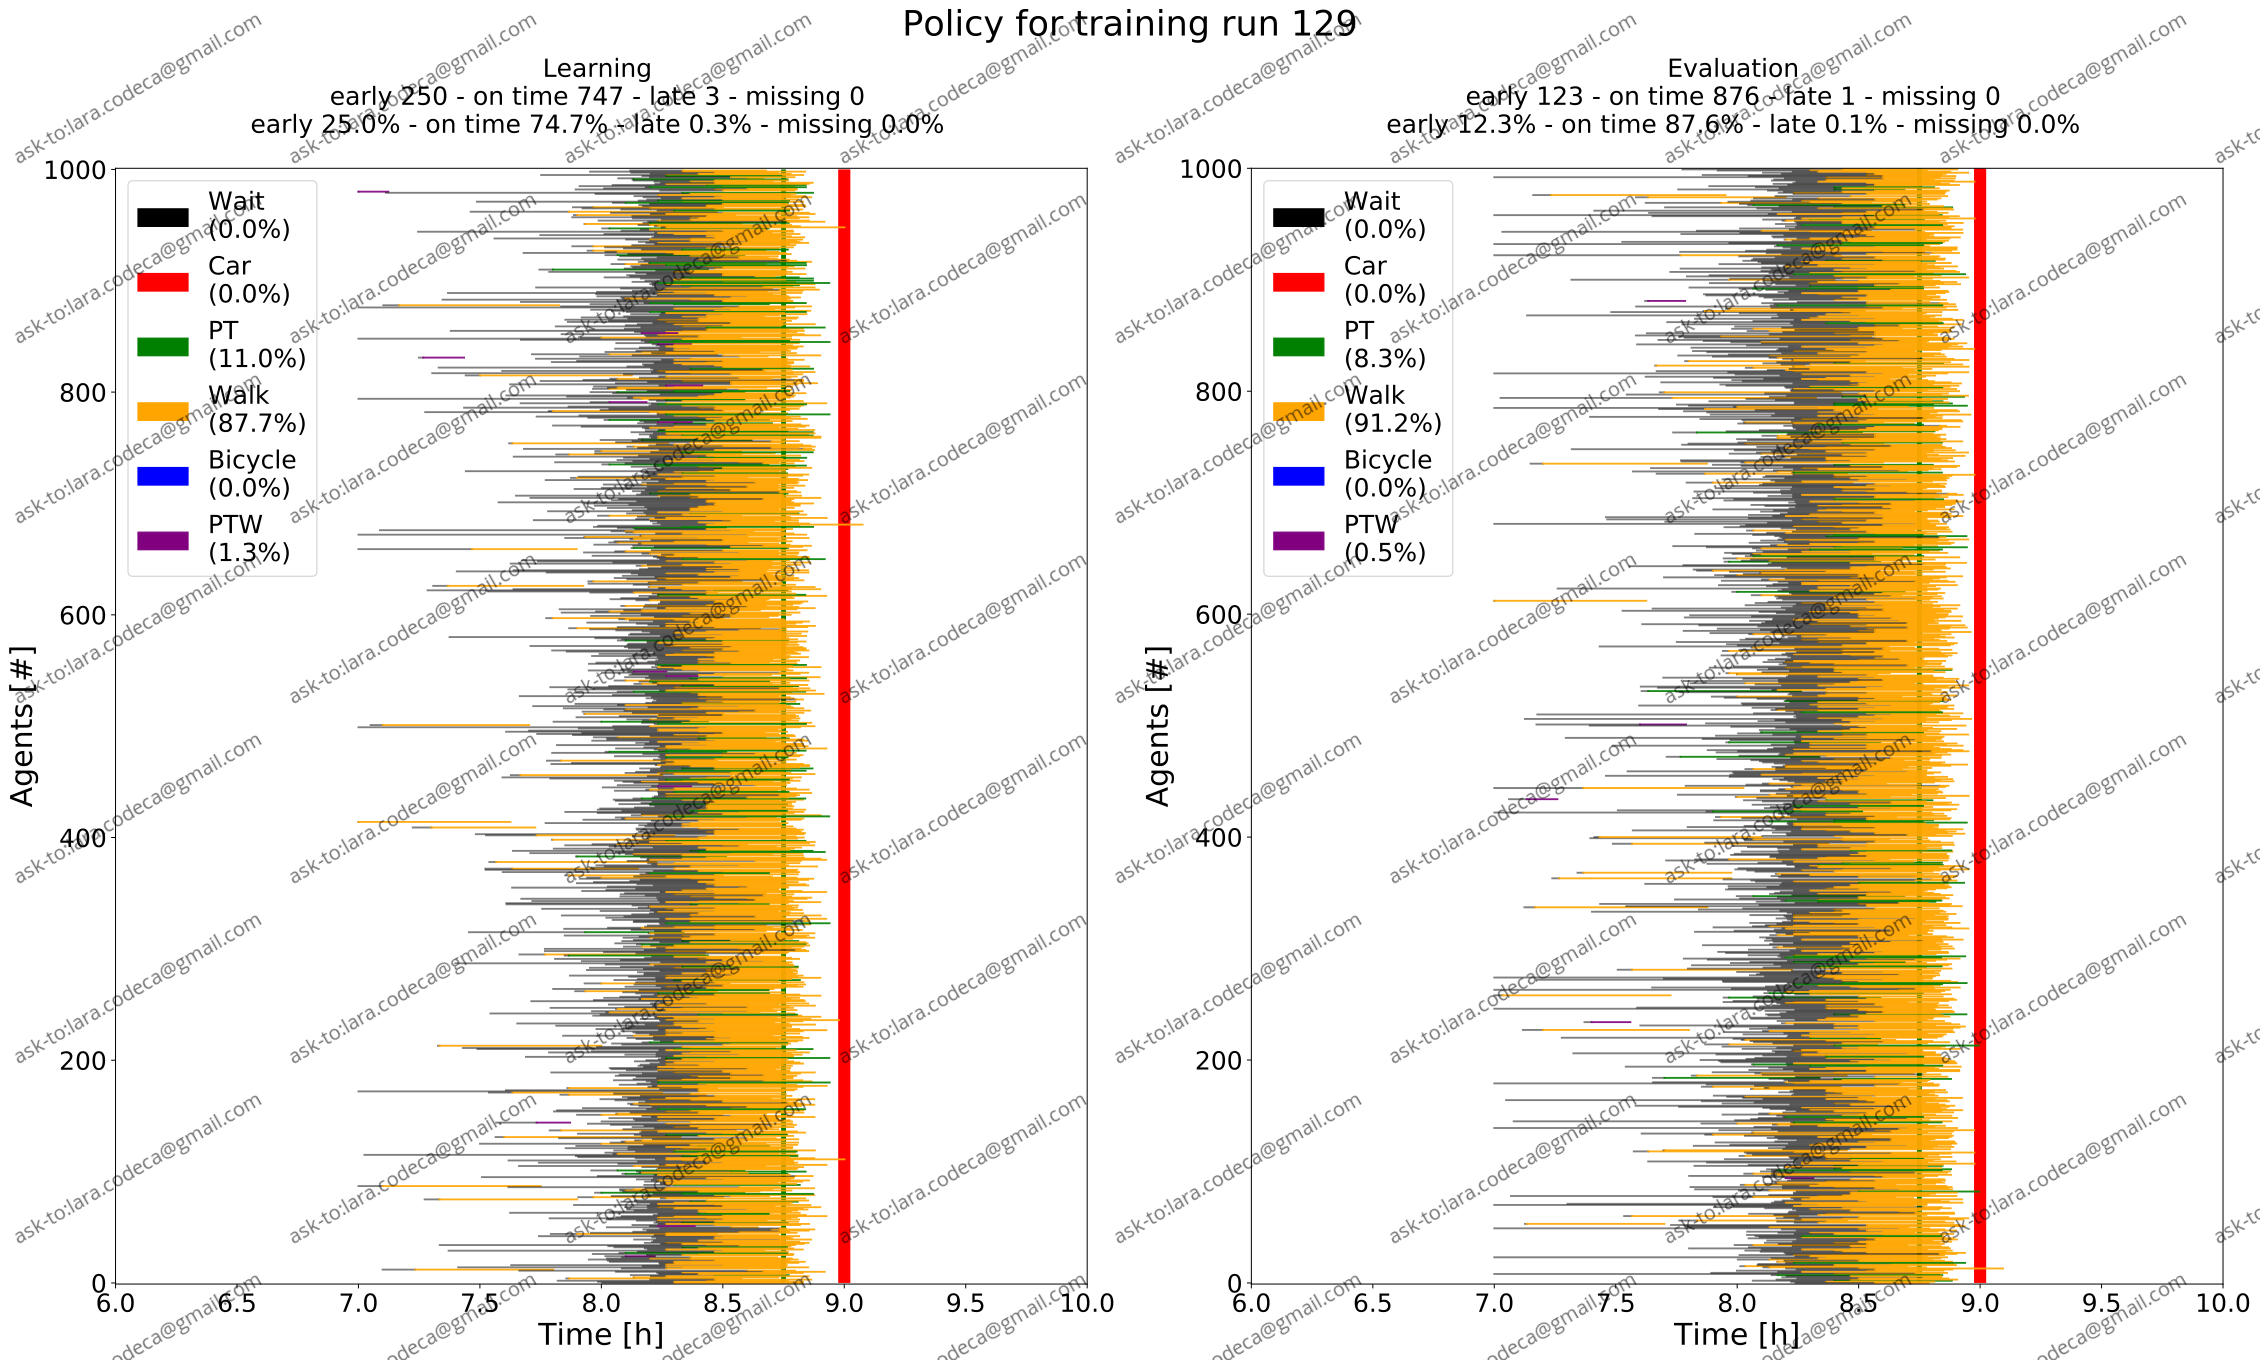 Policy for training run 129
Learning
early 250 - on time 747 - late 3 - missing 0
early 25.0% - on time 74.7% - late 0.3% - missing 0.0%
1000
800
600
400
200
0
Agents [#]
Wait
(0.0%)
Car
(0.0%)
PT
(11.0%)
Walk
(87.7%)
Bicycle
(0.0%)
PTW
(1.3%)
6.0 6.5 7.0 7.5 8.0 8.5 9.0 9.5 10.0
Time [h]
Evaluation
early 123 - on time 876 - late 1 - missing 0
early 12.3% - on time 87.6% - late 0.1% - missing 0.0%
1000
800
600
400
200
0
Agents [#]
Wait
(0.0%)
Car
(0.0%)
PT
(8.3%)
Walk
(91.2%)
Bicycle
(0.0%)
PTW
(0.5%)
6.0 6.5 7.0 7.5 8.0 8.5 9.0 9.5 10.0
Time [h]
ask-to:lara.codeca@gmail.com